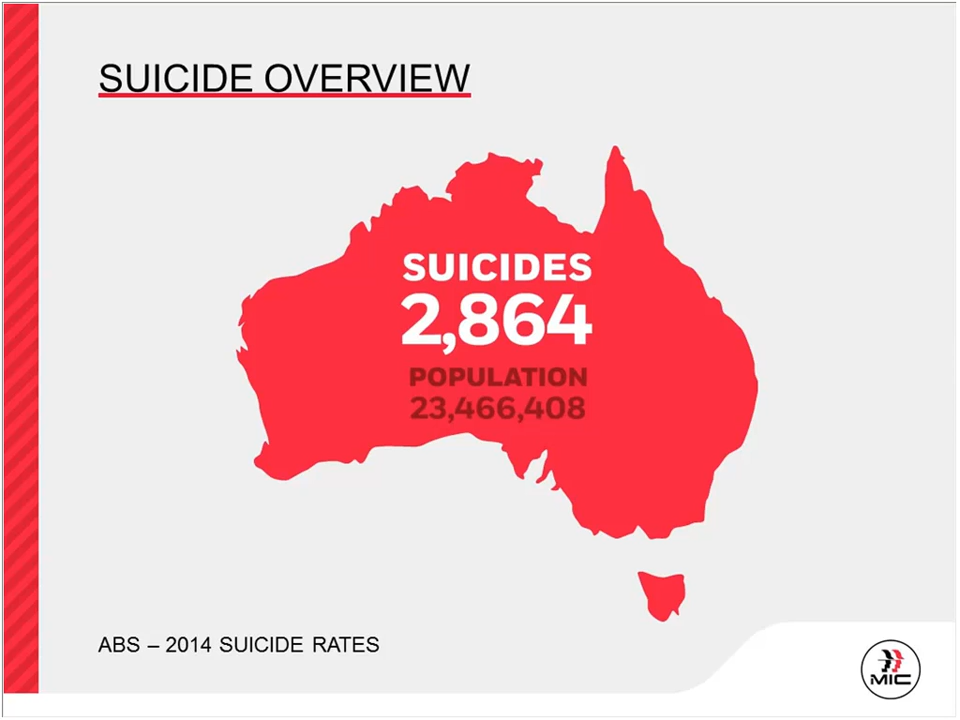 SUICIDE OVERVIEW
SUICIDES
2,864
POPULATION
23,466,408
ABS – 2014 SUICIDE RATES
MIC